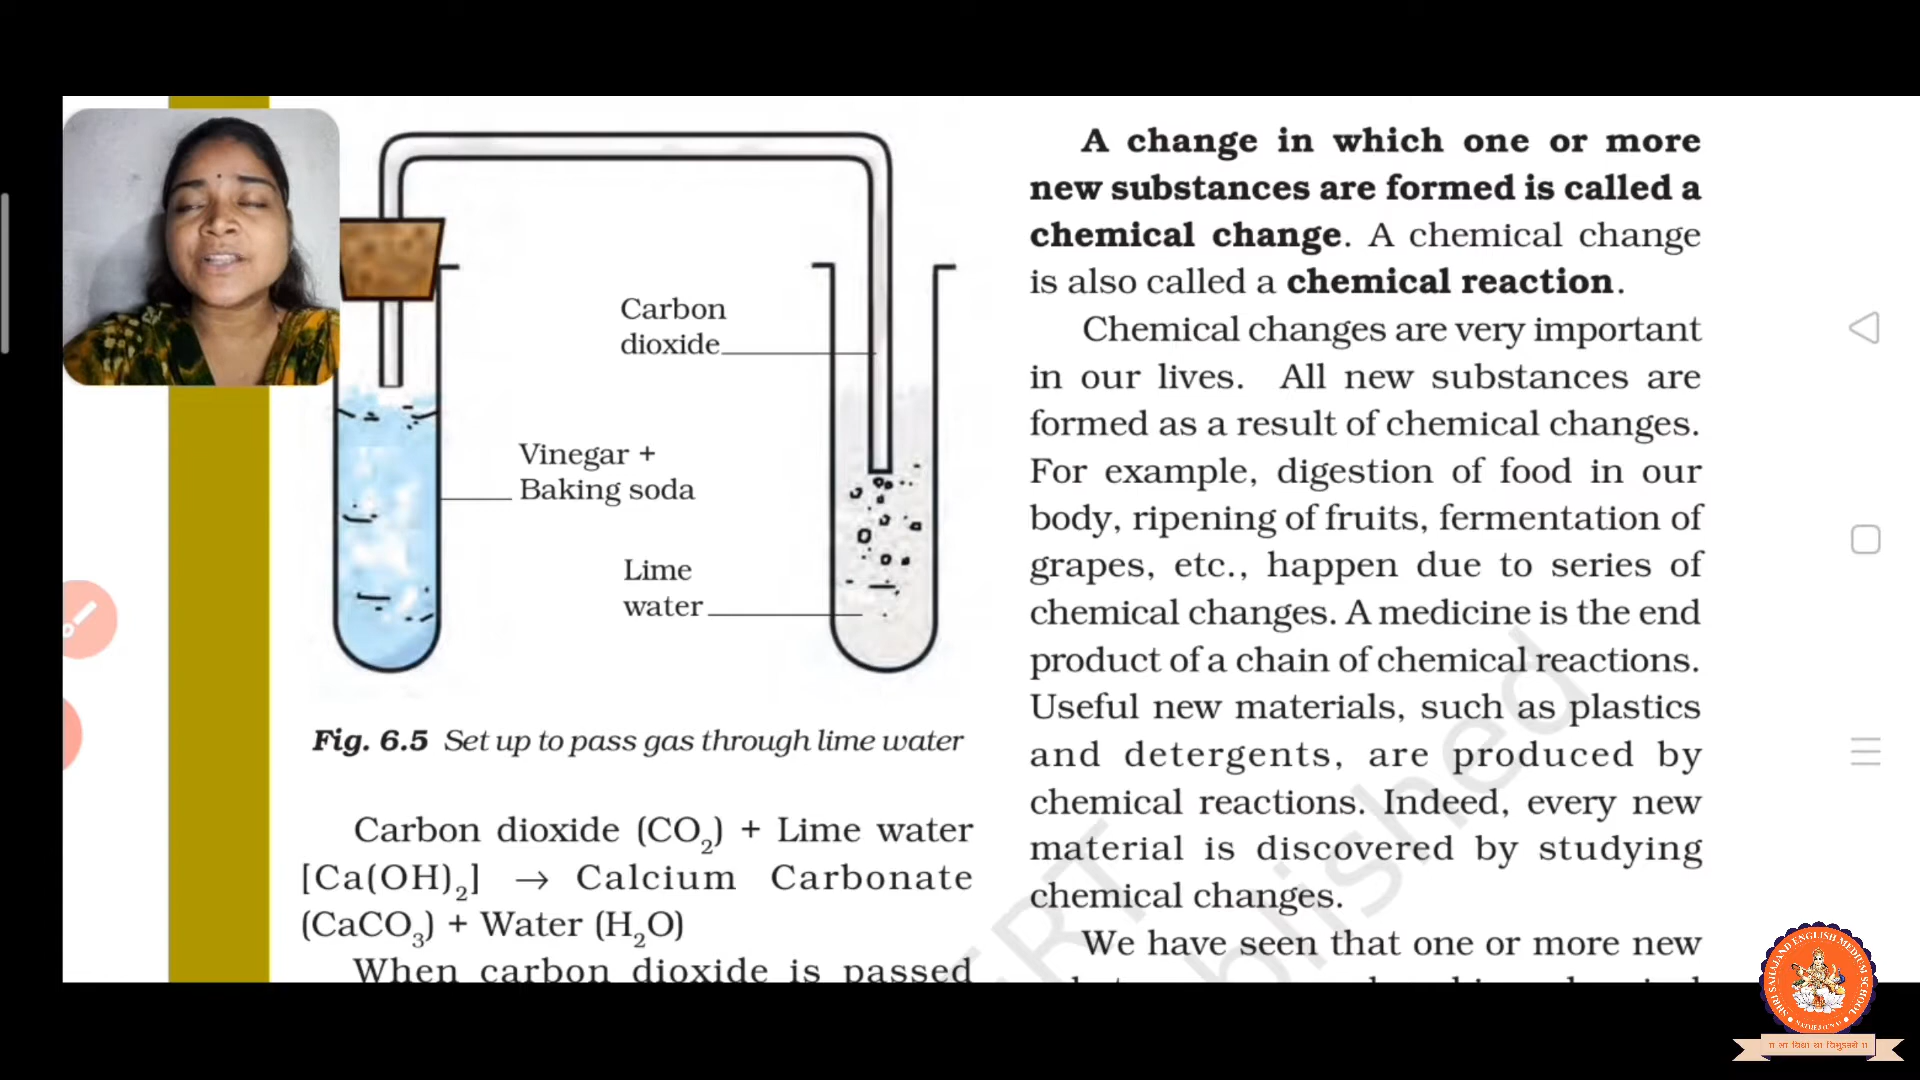 Carbon
dioxide
Vinegar +
Baking soda
Lime
water
Fig. 6.5 Set up to pass gas through lime water
Carbon dioxide (CO₂) + Lime water
[Ca(OH)₂] → Calcium Carbonate
(CaCO₃) + Water (H₂O)
When carbon dioxide is passed
A change in which one or more
new substances are formed is called a
chemical change. A chemical change
is also called a chemical reaction.
Chemical changes are very important
in our lives. All new substances are
formed as a result of chemical changes.
For example, digestion of food in our
body, ripening of fruits, fermentation of
grapes, etc., happen due to series of
chemical changes. A medicine is the end
product of a chain of chemical reactions.
Useful new materials, such as plastics
and detergents, are produced by
chemical reactions. Indeed, every new
material is discovered by studying
chemical changes.
We have seen that one or more new
SHRI SAHAJANAND ENGLISH MEDIUM SCHOOL
॥ सा विद्या या विमुक्तये ॥